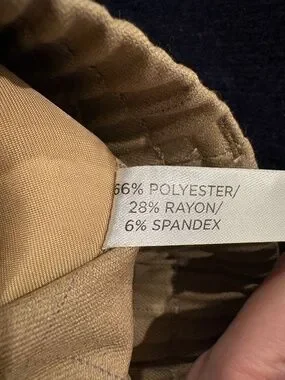 66% POLYESTER/
28% RAYON/
6% SPANDEX